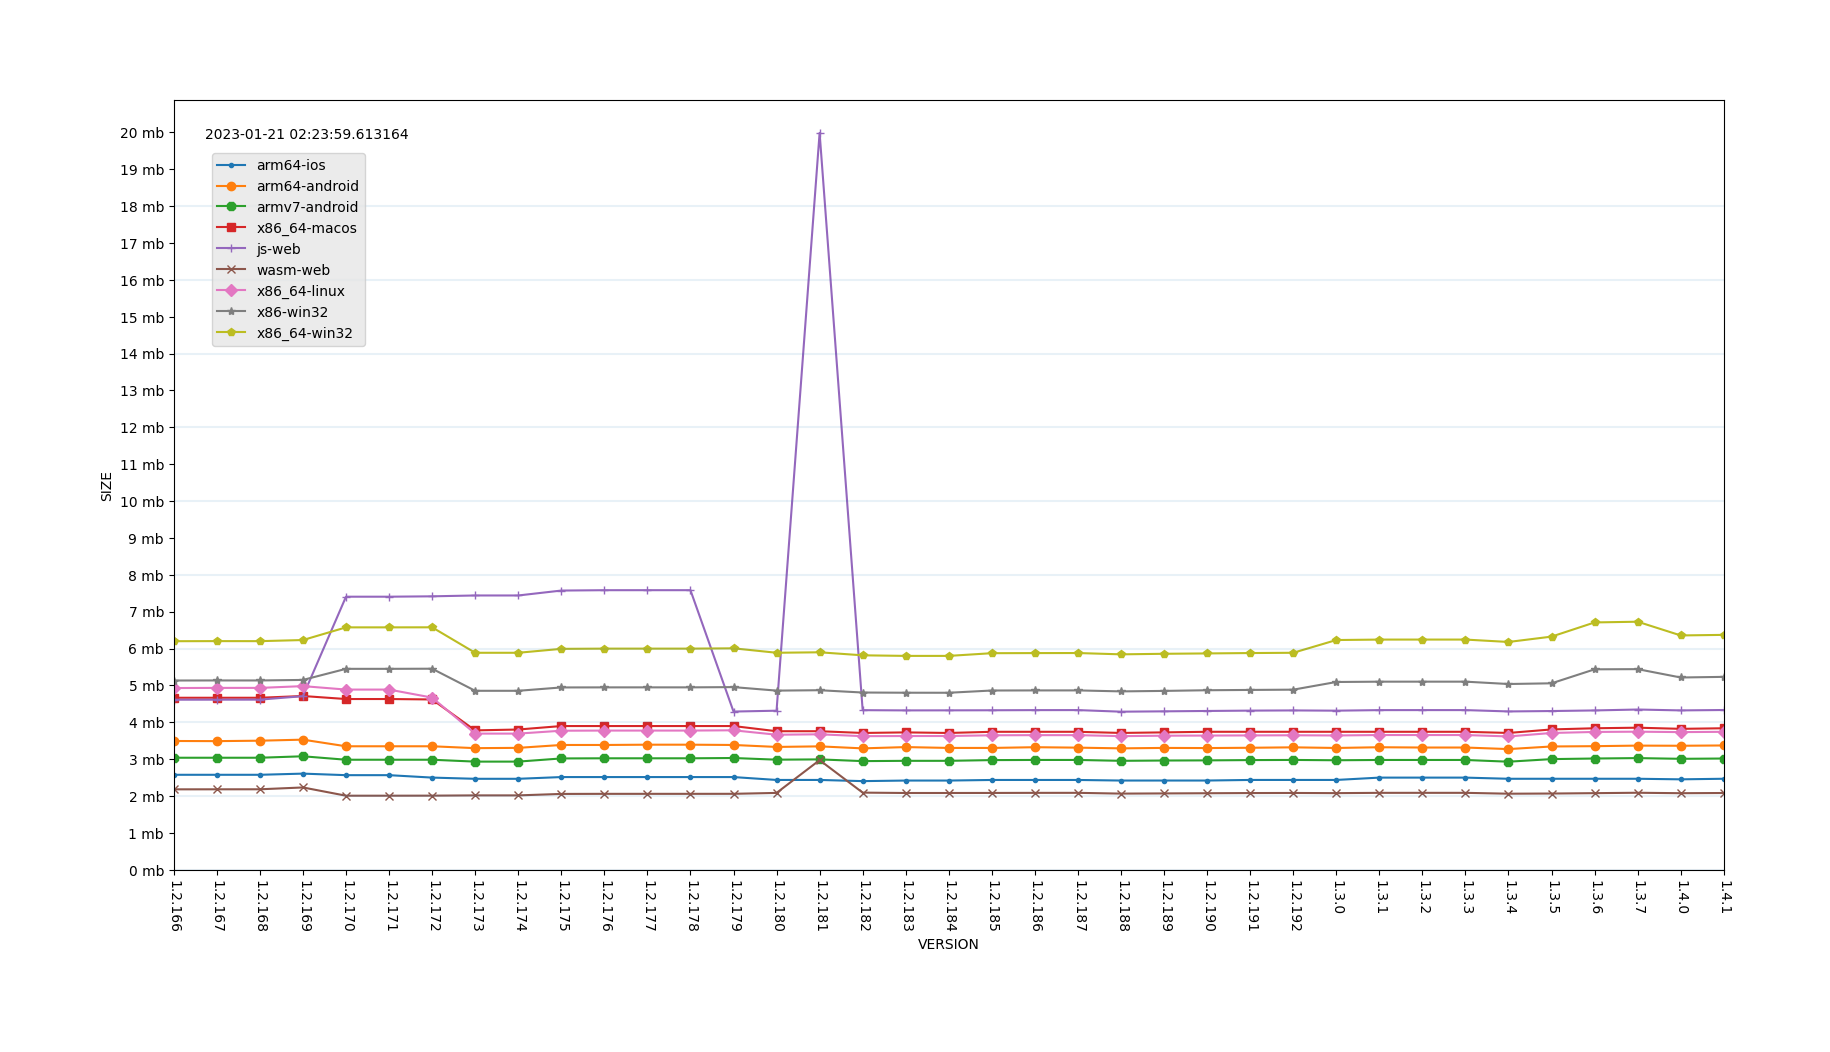 2023-01-21 02:23:59.613164
arm64-ios
arm64-android
armv7-android
x86_64-macos
js-web
wasm-web
x86_64-linux
x86-win32
x86_64-win32
20 mb
19 mb
18 mb
17 mb
16 mb
15 mb
14 mb
13 mb
12 mb
11 mb
10 mb
9 mb
8 mb
7 mb
6 mb
5 mb
4 mb
3 mb
2 mb
1 mb
0 mb
SIZE
1.2.166
1.2.167
1.2.168
1.2.169
1.2.170
1.2.171
1.2.172
1.2.173
1.2.174
1.2.175
1.2.176
1.2.177
1.2.178
1.2.179
1.2.180
1.2.181
1.2.182
1.2.183
1.2.184
1.2.185
1.2.186
1.2.187
1.2.188
1.2.189
1.2.190
1.2.191
1.2.192
1.3.0
1.3.1
1.3.2
1.3.3
1.3.4
1.3.5
1.3.6
1.3.7
1.4.0
1.4.1
VERSION